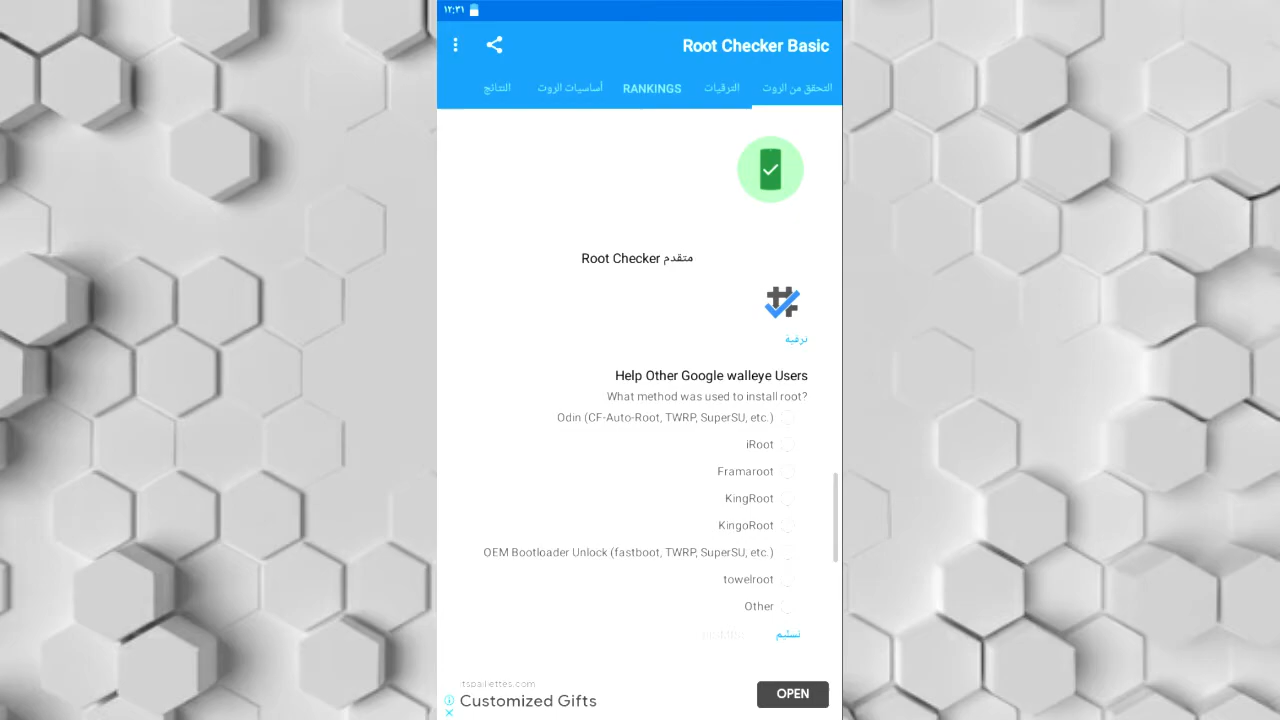 ١٢:٣١
Root Checker Basic
التحقق من الروت
الترقيات
RANKINGS
أساسيات الروت
النتائج
متقدم Root Checker
ترقية
Help Other Google walleye Users
What method was used to install root?
Odin (CF-Auto-Root, TWRP, SuperSU, etc.)
iRoot
Framaroot
KingRoot
KingoRoot
OEM Bootloader Unlock (fastboot, TWRP, SuperSU, etc.)
towelroot
Other
تسليم
Customized Gifts
OPEN